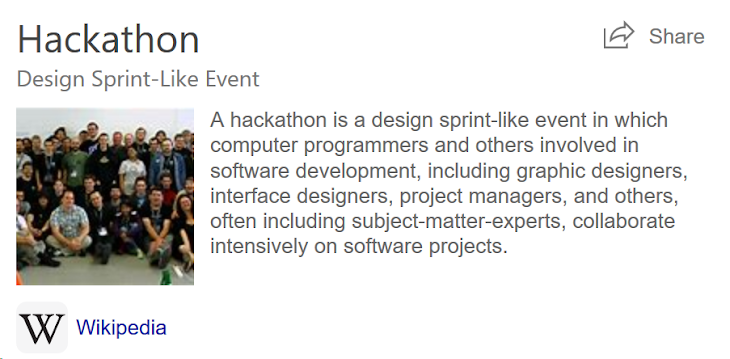 Hackathon
Share
Design Sprint-Like Event
A hackathon is a design sprint-like event in which
computer programmers and others involved in
software development, including graphic designers,
interface designers, project managers, and others,
often including subject-matter-experts, collaborate
intensively on software projects.
W Wikipedia